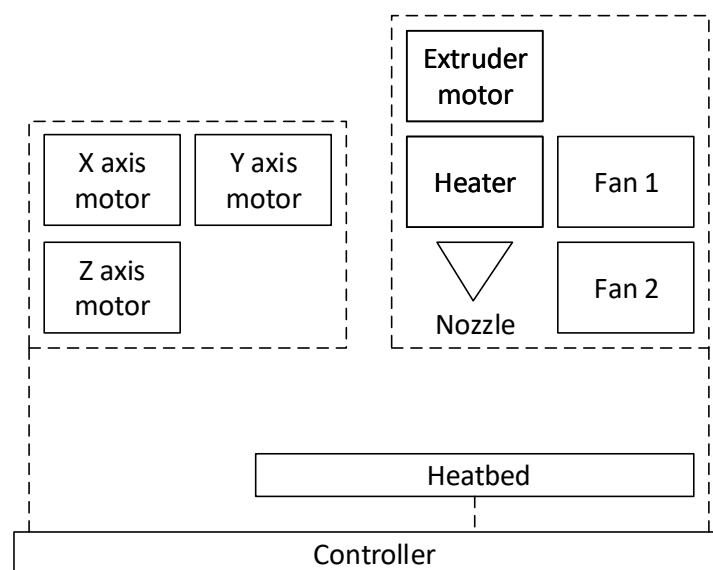 Extruder
motor
X axis
motor
Y axis
motor
Heater
Fan 1
Z axis
motor
Fan 2
Nozzle
Heatbed
Controller